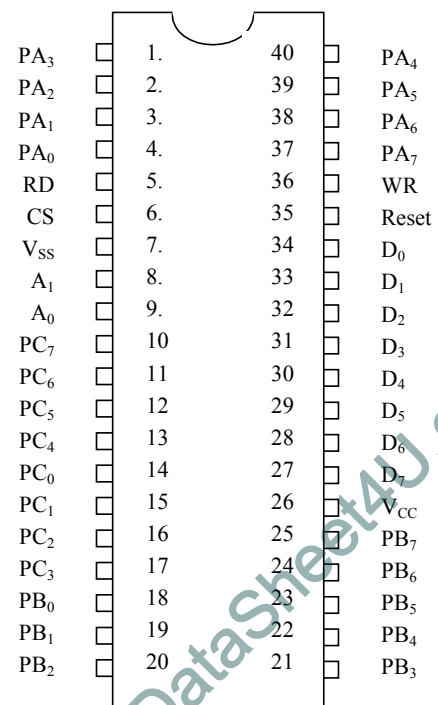 PA₃ 1. 40 PA₄
PA₂ 2. 39 PA₅
PA₁ 3. 38 PA₆
PA₀ 4. 37 PA₇
RD 5. 36 WR
CS 6. 35 Reset
V_SS 7. 34 D₀
A₁ 8. 33 D₁
A₀ 9. 32 D₂
PC₇ 10 31 D₃
PC₆ 11 30 D₄
PC₅ 12 29 D₅
PC₄ 13 28 D₆
PC₀ 14 27 D₇
PC₁ 15 26 V_CC
PC₂ 16 25 PB₇
PC₃ 17 24 PB₆
PB₀ 18 23 PB₅
PB₁ 19 22 PB₄
PB₂ 20 21 PB₃
DataSheet4U.